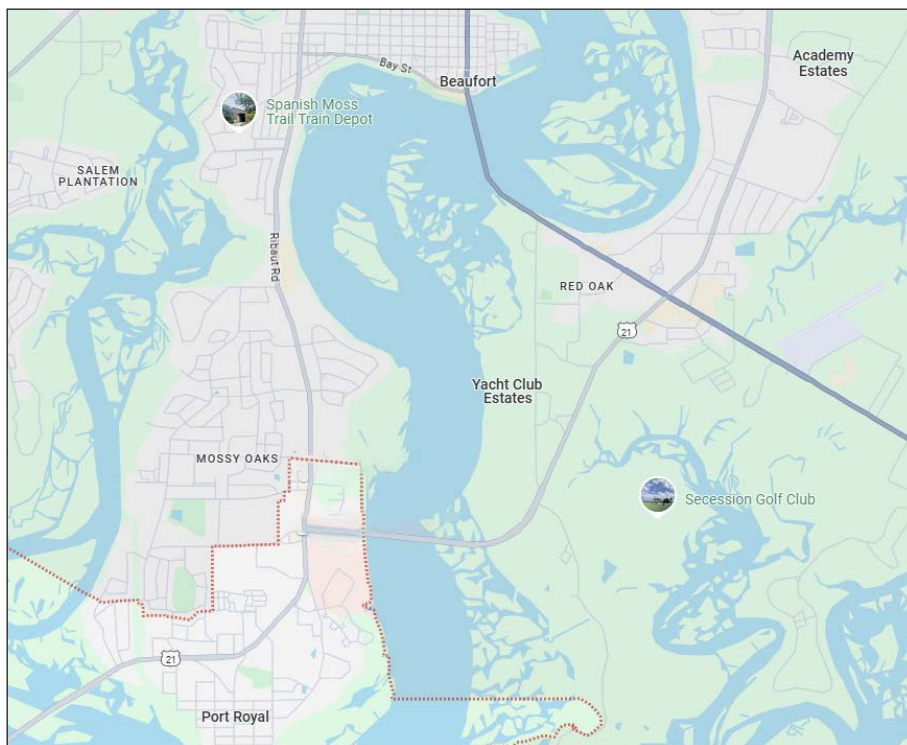 Academy
Estates
Bay St
Beaufort
Spanish Moss
Trail Train Depot
SALEM
PLANTATION
Ribaut Rd
RED OAK
21
Yacht Club
Estates
MOSSY OAKS
Secession Golf Club
21
Port Royal